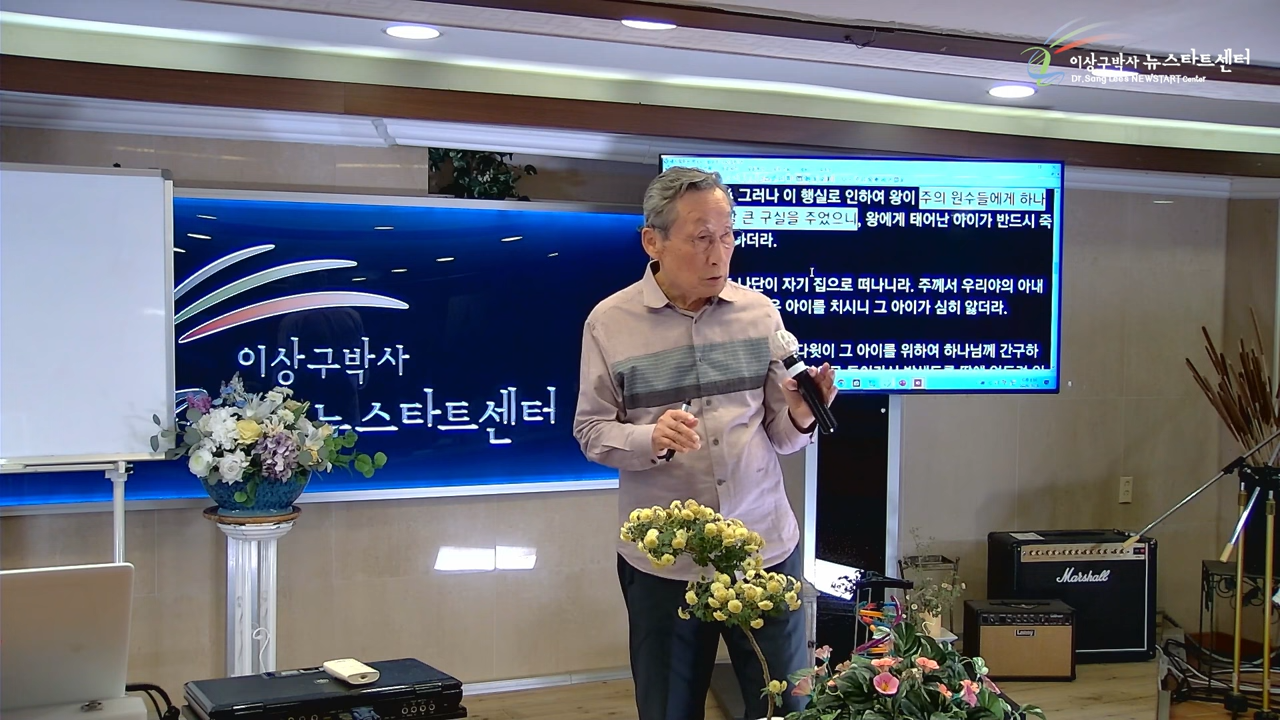 이상구박사 뉴스타트센터
Dr. Sang Lee's NEWSTART Center
그러나 이 행실로 인하여 왕이 주의 원수들에게 하나
큰 구실을 주었으니, 왕에게 태어난 아이가 반드시 죽
하더라.
나단이 자기 집으로 떠나니라. 주께서 우리야의 아내
아이를 치시니 그 아이가 심히 앓더라.
다윗이 그 아이를 위하여 하나님께 간구하
이상구박사
뉴스타트센터
Marshall
Laney